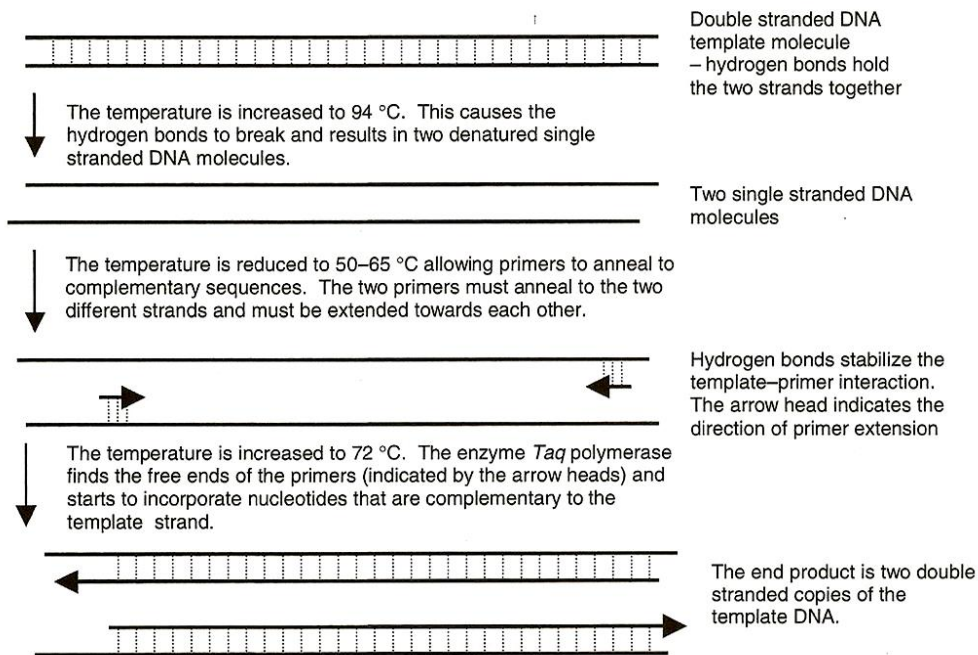 Double stranded DNA
template molecule
– hydrogen bonds hold
the two strands together
The temperature is increased to 94 °C. This causes the
hydrogen bonds to break and results in two denatured single
stranded DNA molecules.
Two single stranded DNA
molecules
The temperature is reduced to 50–65 °C allowing primers to anneal to
complementary sequences. The two primers must anneal to the two
different strands and must be extended towards each other.
Hydrogen bonds stabilize the
template–primer interaction.
The arrow head indicates the
direction of primer extension
The temperature is increased to 72 °C. The enzyme Taq polymerase
finds the free ends of the primers (indicated by the arrow heads) and
starts to incorporate nucleotides that are complementary to the
template strand.
The end product is two double
stranded copies of the
template DNA.